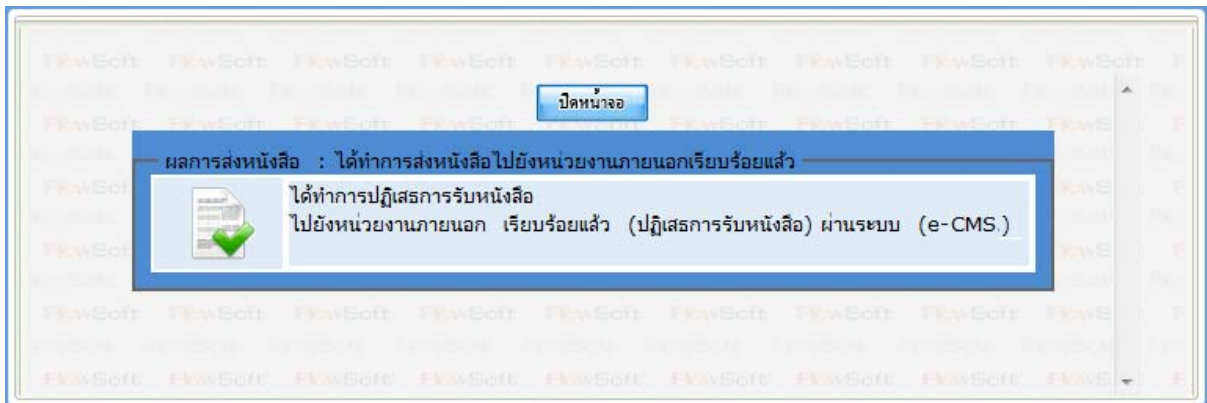 ปิดหน้าจอ
ผลการส่งหนังสือ : ได้ทำการส่งหนังสือไปยังหน่วยงานภายนอกเรียบร้อยแล้ว
ได้ทำการปฏิเสธการรับหนังสือ
ไปยังหน่วยงานภายนอก เรียบร้อยแล้ว (ปฏิเสธการรับหนังสือ) ผ่านระบบ (e-CMS.)